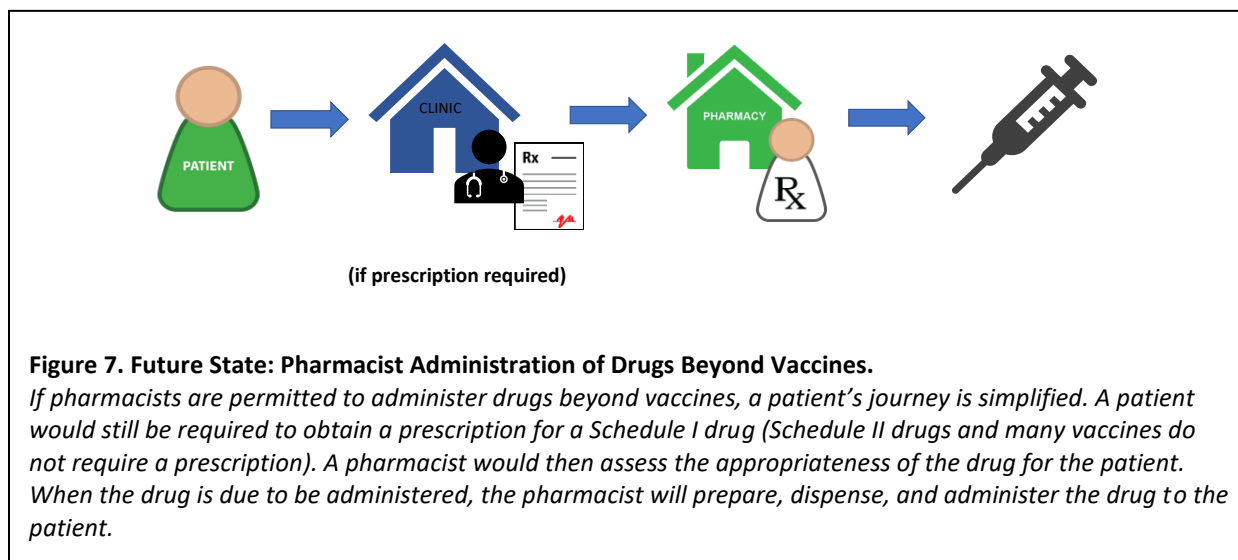 PATIENT
CLINIC
Rx
PHARMACY
Rx
(if prescription required)
Figure 7. Future State: Pharmacist Administration of Drugs Beyond Vaccines.
If pharmacists are permitted to administer drugs beyond vaccines, a patient’s journey is simplified. A patient
would still be required to obtain a prescription for a Schedule I drug (Schedule II drugs and many vaccines do
not require a prescription). A pharmacist would then assess the appropriateness of the drug for the patient.
When the drug is due to be administered, the pharmacist will prepare, dispense, and administer the drug to the
patient.